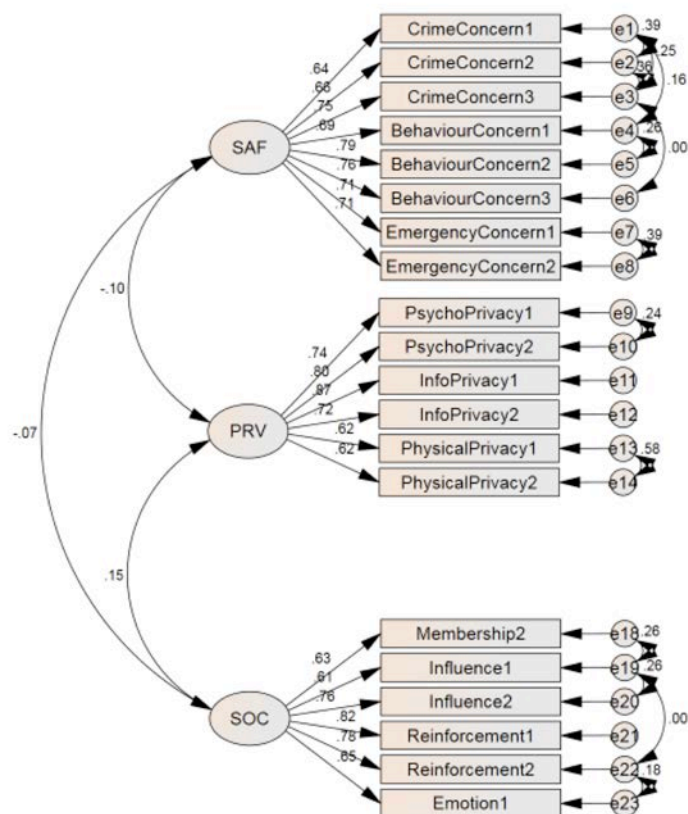 CrimeConcern1 e1 .39
CrimeConcern2 e2 .25
.36
.64
.66 CrimeConcern3 e3 .16
.75
.69
SAF BehaviourConcern1 e4
.26
.79 BehaviourConcern2 e5 .00
.76
.71 BehaviourConcern3 e6
.71 EmergencyConcern1 e7
.39
EmergencyConcern2 e8
-.10
PsychoPrivacy1 e9 .24
.74 PsychoPrivacy2 e10
.80
.87 InfoPrivacy1 e11
.72
PRV InfoPrivacy2 e12
-.07
.62 PhysicalPrivacy1 e13 .58
.62
PhysicalPrivacy2 e14
.15
Membership2 e18 .26
.63 Influence1 e19 .26
.61
.76 Influence2 e20
SOC .82 Reinforcement1 e21 .00
.78
.65 Reinforcement2 e22
.18
Emotion1 e23